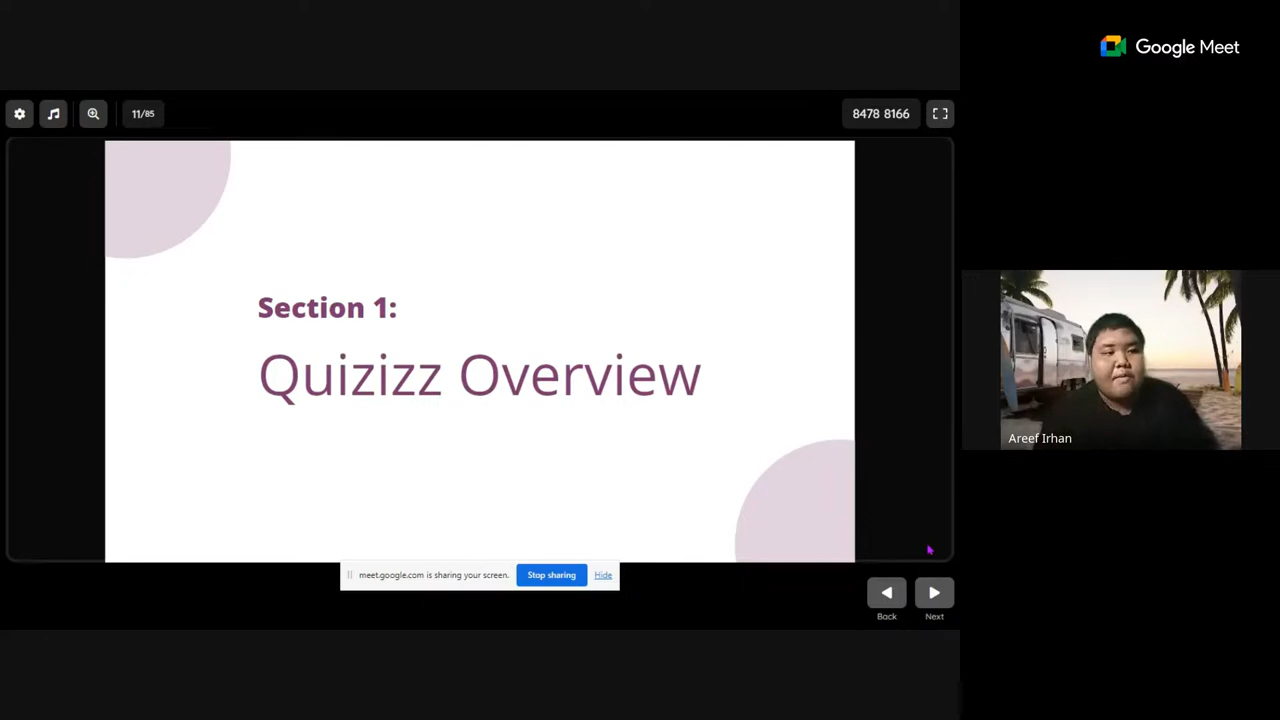 Google Meet
11/85
8478 8166
Section 1:
Quizizz Overview
Areef Irhan
meet.google.com is sharing your screen.
Stop sharing
Hide
Back
Next